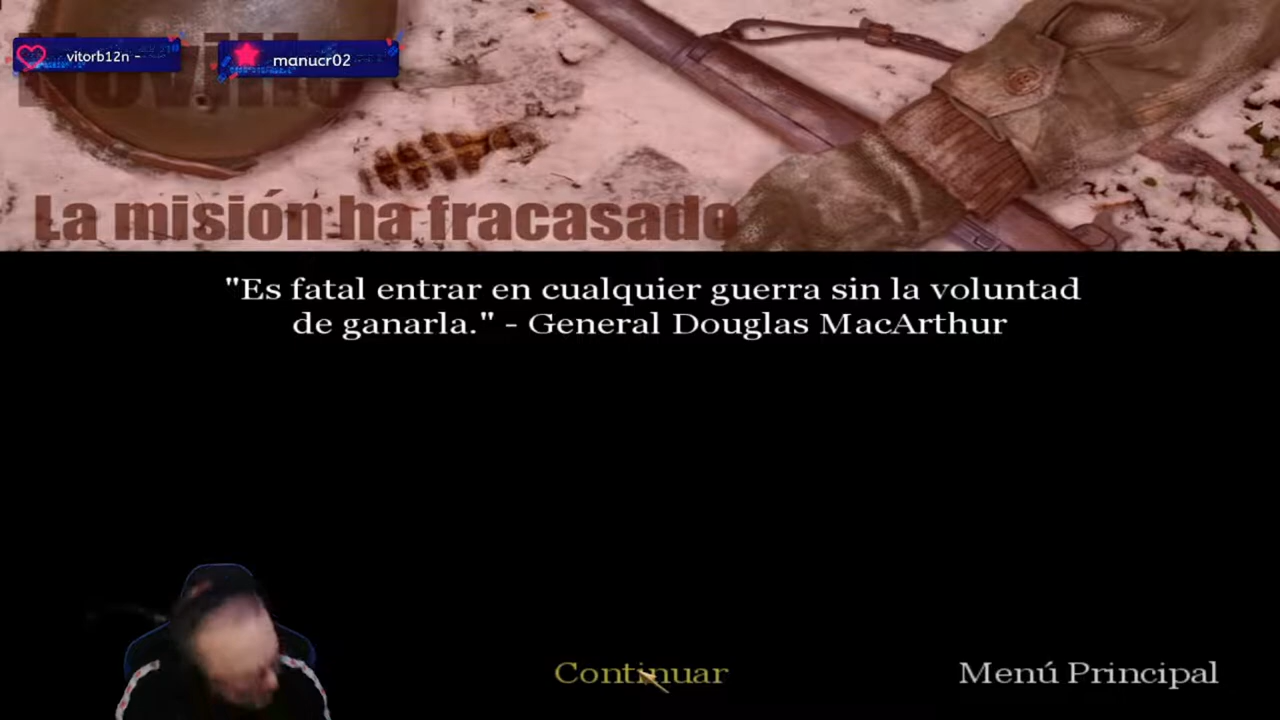 vitorb12n -
manucr02
Noville
La misión ha fracasado
"Es fatal entrar en cualquier guerra sin la voluntad
de ganarla." - General Douglas MacArthur
Continuar
Menú Principal